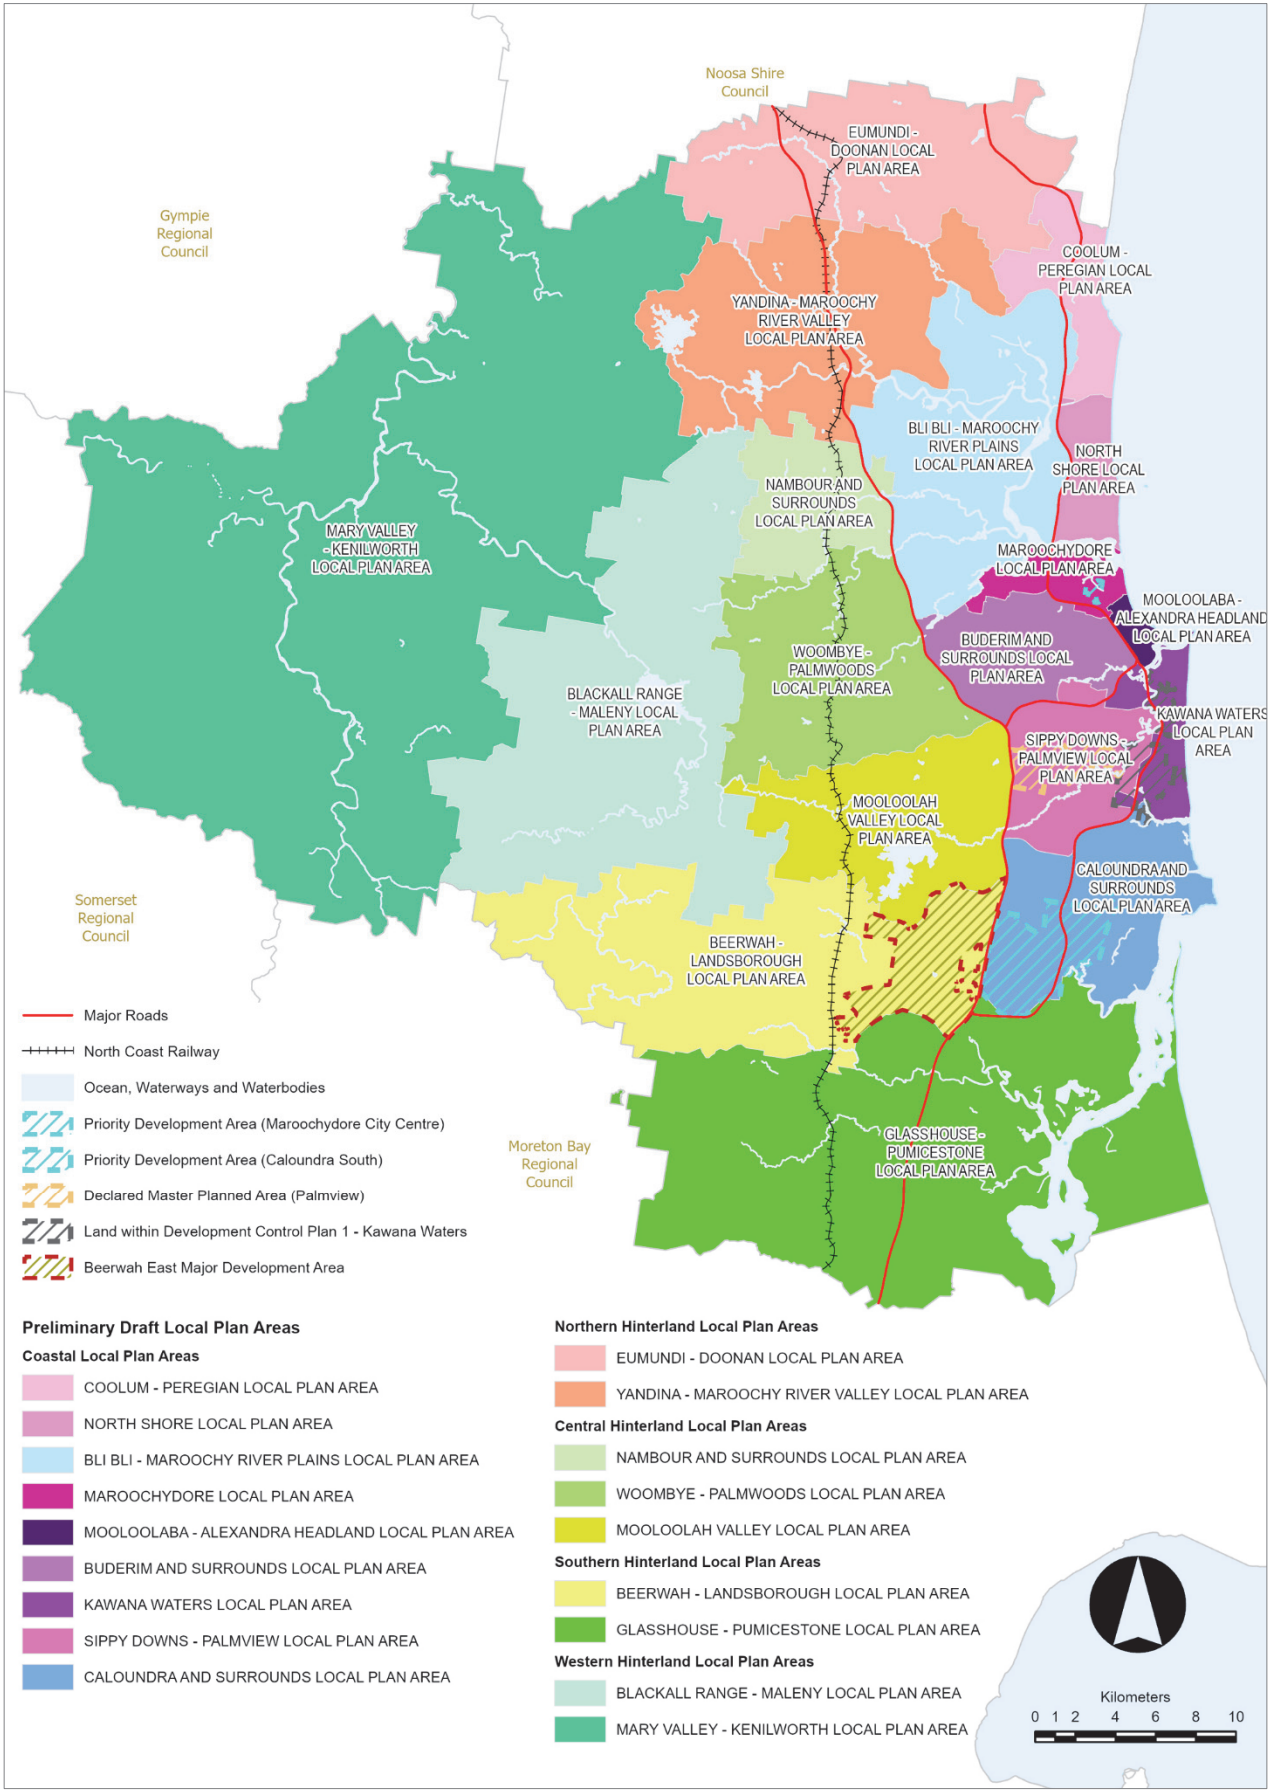 Noosa Shire
Council
EUMUNDI -
DOONAN LOCAL
PLAN AREA
Gympie
Regional
Council
COOLUM -
PEREGIAN LOCAL
PLAN AREA
YANDINA - MAROOCHY
RIVER VALLEY
LOCAL PLAN AREA
BLI BLI - MAROOCHY
RIVER PLAINS
LOCAL PLAN AREA
NORTH
SHORE LOCAL
PLAN AREA
NAMBOUR AND
SURROUNDS
LOCAL PLAN AREA
MARY VALLEY
- KENILWORTH
LOCAL PLAN AREA
MAROOCHYDORE
LOCAL PLAN AREA
MOOLOOLABA -
ALEXANDRA HEADLAND
LOCAL PLAN AREA
BUDERIM AND
SURROUNDS LOCAL
PLAN AREA
WOOMBYE -
PALMWOODS
LOCAL PLAN AREA
BLACKALL RANGE
- MALENY LOCAL
PLAN AREA
KAWANA WATERS
LOCAL PLAN
AREA
SIPPY DOWNS -
PALMVIEW LOCAL
PLAN AREA
MOOLOOLAH
VALLEY LOCAL
PLAN AREA
CALOUNDRA AND
SURROUNDS
LOCAL PLAN AREA
Somerset
Regional
Council
BEERWAH -
LANDSBOROUGH
LOCAL PLAN AREA
Moreton Bay
Regional
Council
GLASSHOUSE -
PUMICESTONE
LOCAL PLAN AREA
Major Roads
North Coast Railway
Ocean, Waterways and Waterbodies
Priority Development Area (Maroochydore City Centre)
Priority Development Area (Caloundra South)
Declared Master Planned Area (Palmview)
Land within Development Control Plan 1 - Kawana Waters
Beerwah East Major Development Area
Preliminary Draft Local Plan Areas
Coastal Local Plan Areas
COOLUM - PEREGIAN LOCAL PLAN AREA
NORTH SHORE LOCAL PLAN AREA
BLI BLI - MAROOCHY RIVER PLAINS LOCAL PLAN AREA
MAROOCHYDORE LOCAL PLAN AREA
MOOLOOLABA - ALEXANDRA HEADLAND LOCAL PLAN AREA
BUDERIM AND SURROUNDS LOCAL PLAN AREA
KAWANA WATERS LOCAL PLAN AREA
SIPPY DOWNS - PALMVIEW LOCAL PLAN AREA
CALOUNDRA AND SURROUNDS LOCAL PLAN AREA
Northern Hinterland Local Plan Areas
EUMUNDI - DOONAN LOCAL PLAN AREA
YANDINA - MAROOCHY RIVER VALLEY LOCAL PLAN AREA
Central Hinterland Local Plan Areas
NAMBOUR AND SURROUNDS LOCAL PLAN AREA
WOOMBYE - PALMWOODS LOCAL PLAN AREA
MOOLOOLAH VALLEY LOCAL PLAN AREA
Southern Hinterland Local Plan Areas
BEERWAH - LANDSBOROUGH LOCAL PLAN AREA
GLASSHOUSE - PUMICESTONE LOCAL PLAN AREA
Western Hinterland Local Plan Areas
BLACKALL RANGE - MALENY LOCAL PLAN AREA
MARY VALLEY - KENILWORTH LOCAL PLAN AREA
Kilometers
0 1 2 4 6 8 10